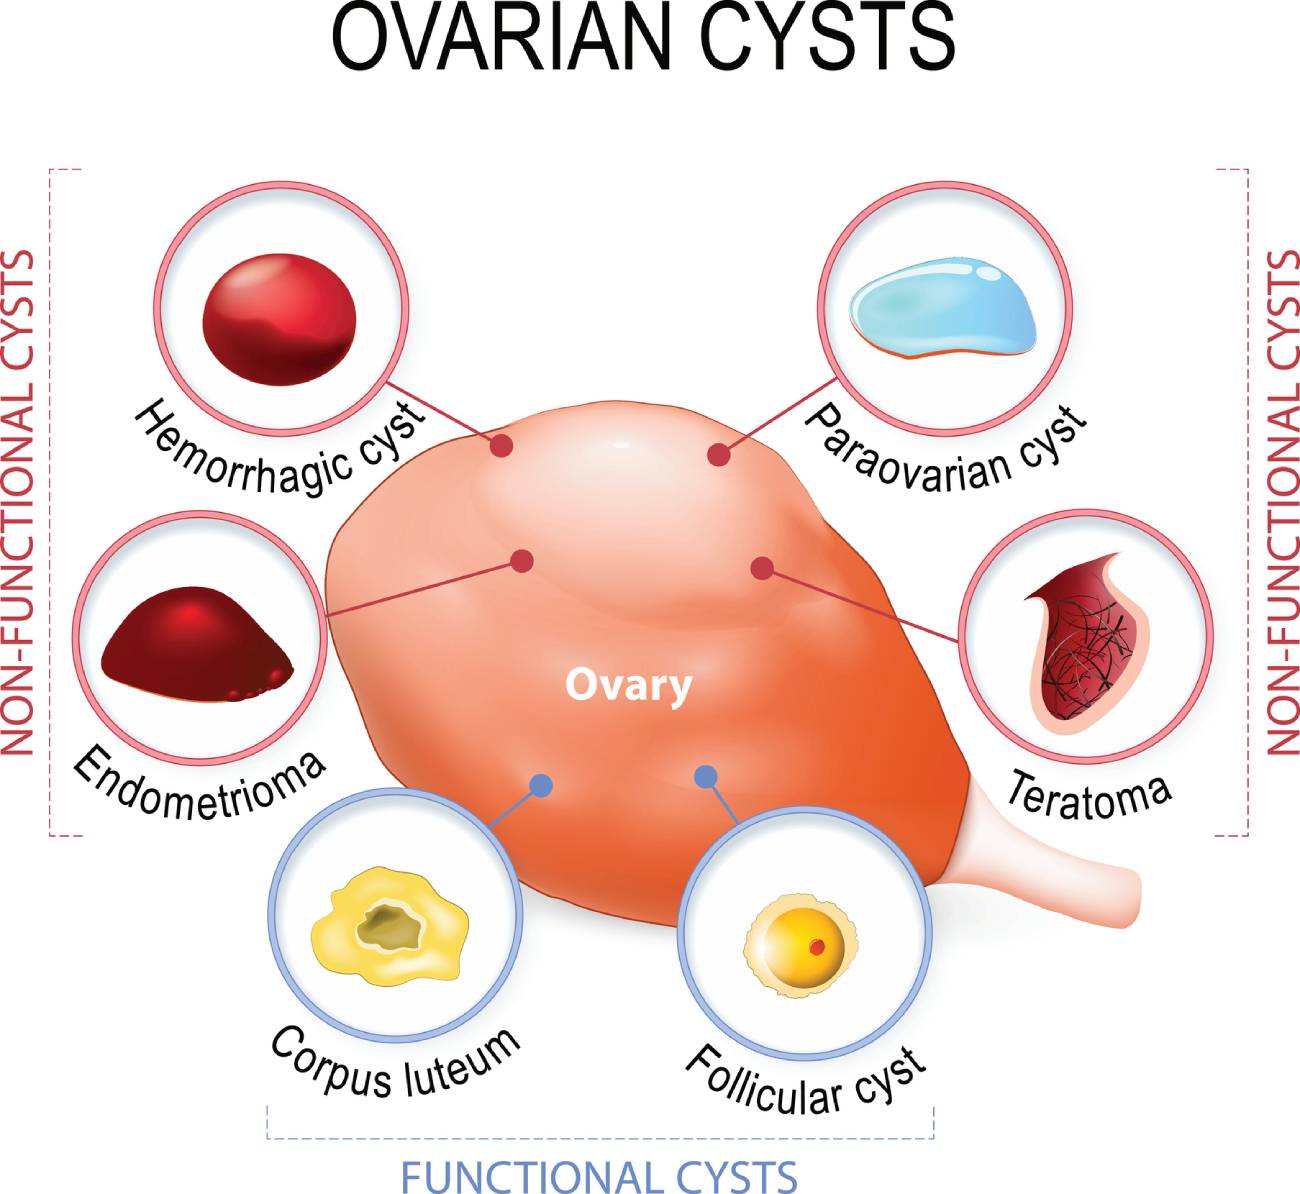 OVARIAN CYSTS
NON-FUNCTIONAL CYSTS
Hemorrhagic cyst
Paraovarian cyst
NON-FUNCTIONAL CYSTS
Endometrioma
Ovary
Teratoma
Corpus luteum
Follicular cyst
FUNCTIONAL CYSTS